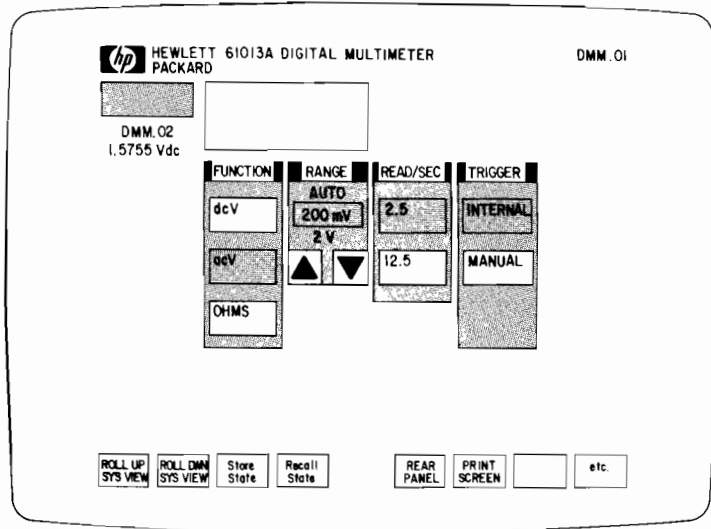 hp HEWLETT 61013A DIGITAL MULTIMETER
PACKARD
DMM.01
DMM.02
1.5755 Vdc
FUNCTION
RANGE
READ/SEC
TRIGGER
dcV
acV
OHMS
AUTO
200 mV
2 V
2.5
12.5
INTERNAL
MANUAL
ROLL UP
SYS VIEW
ROLL DWN
SYS VIEW
Store
State
Recall
State
REAR
PANEL
PRINT
SCREEN
etc.